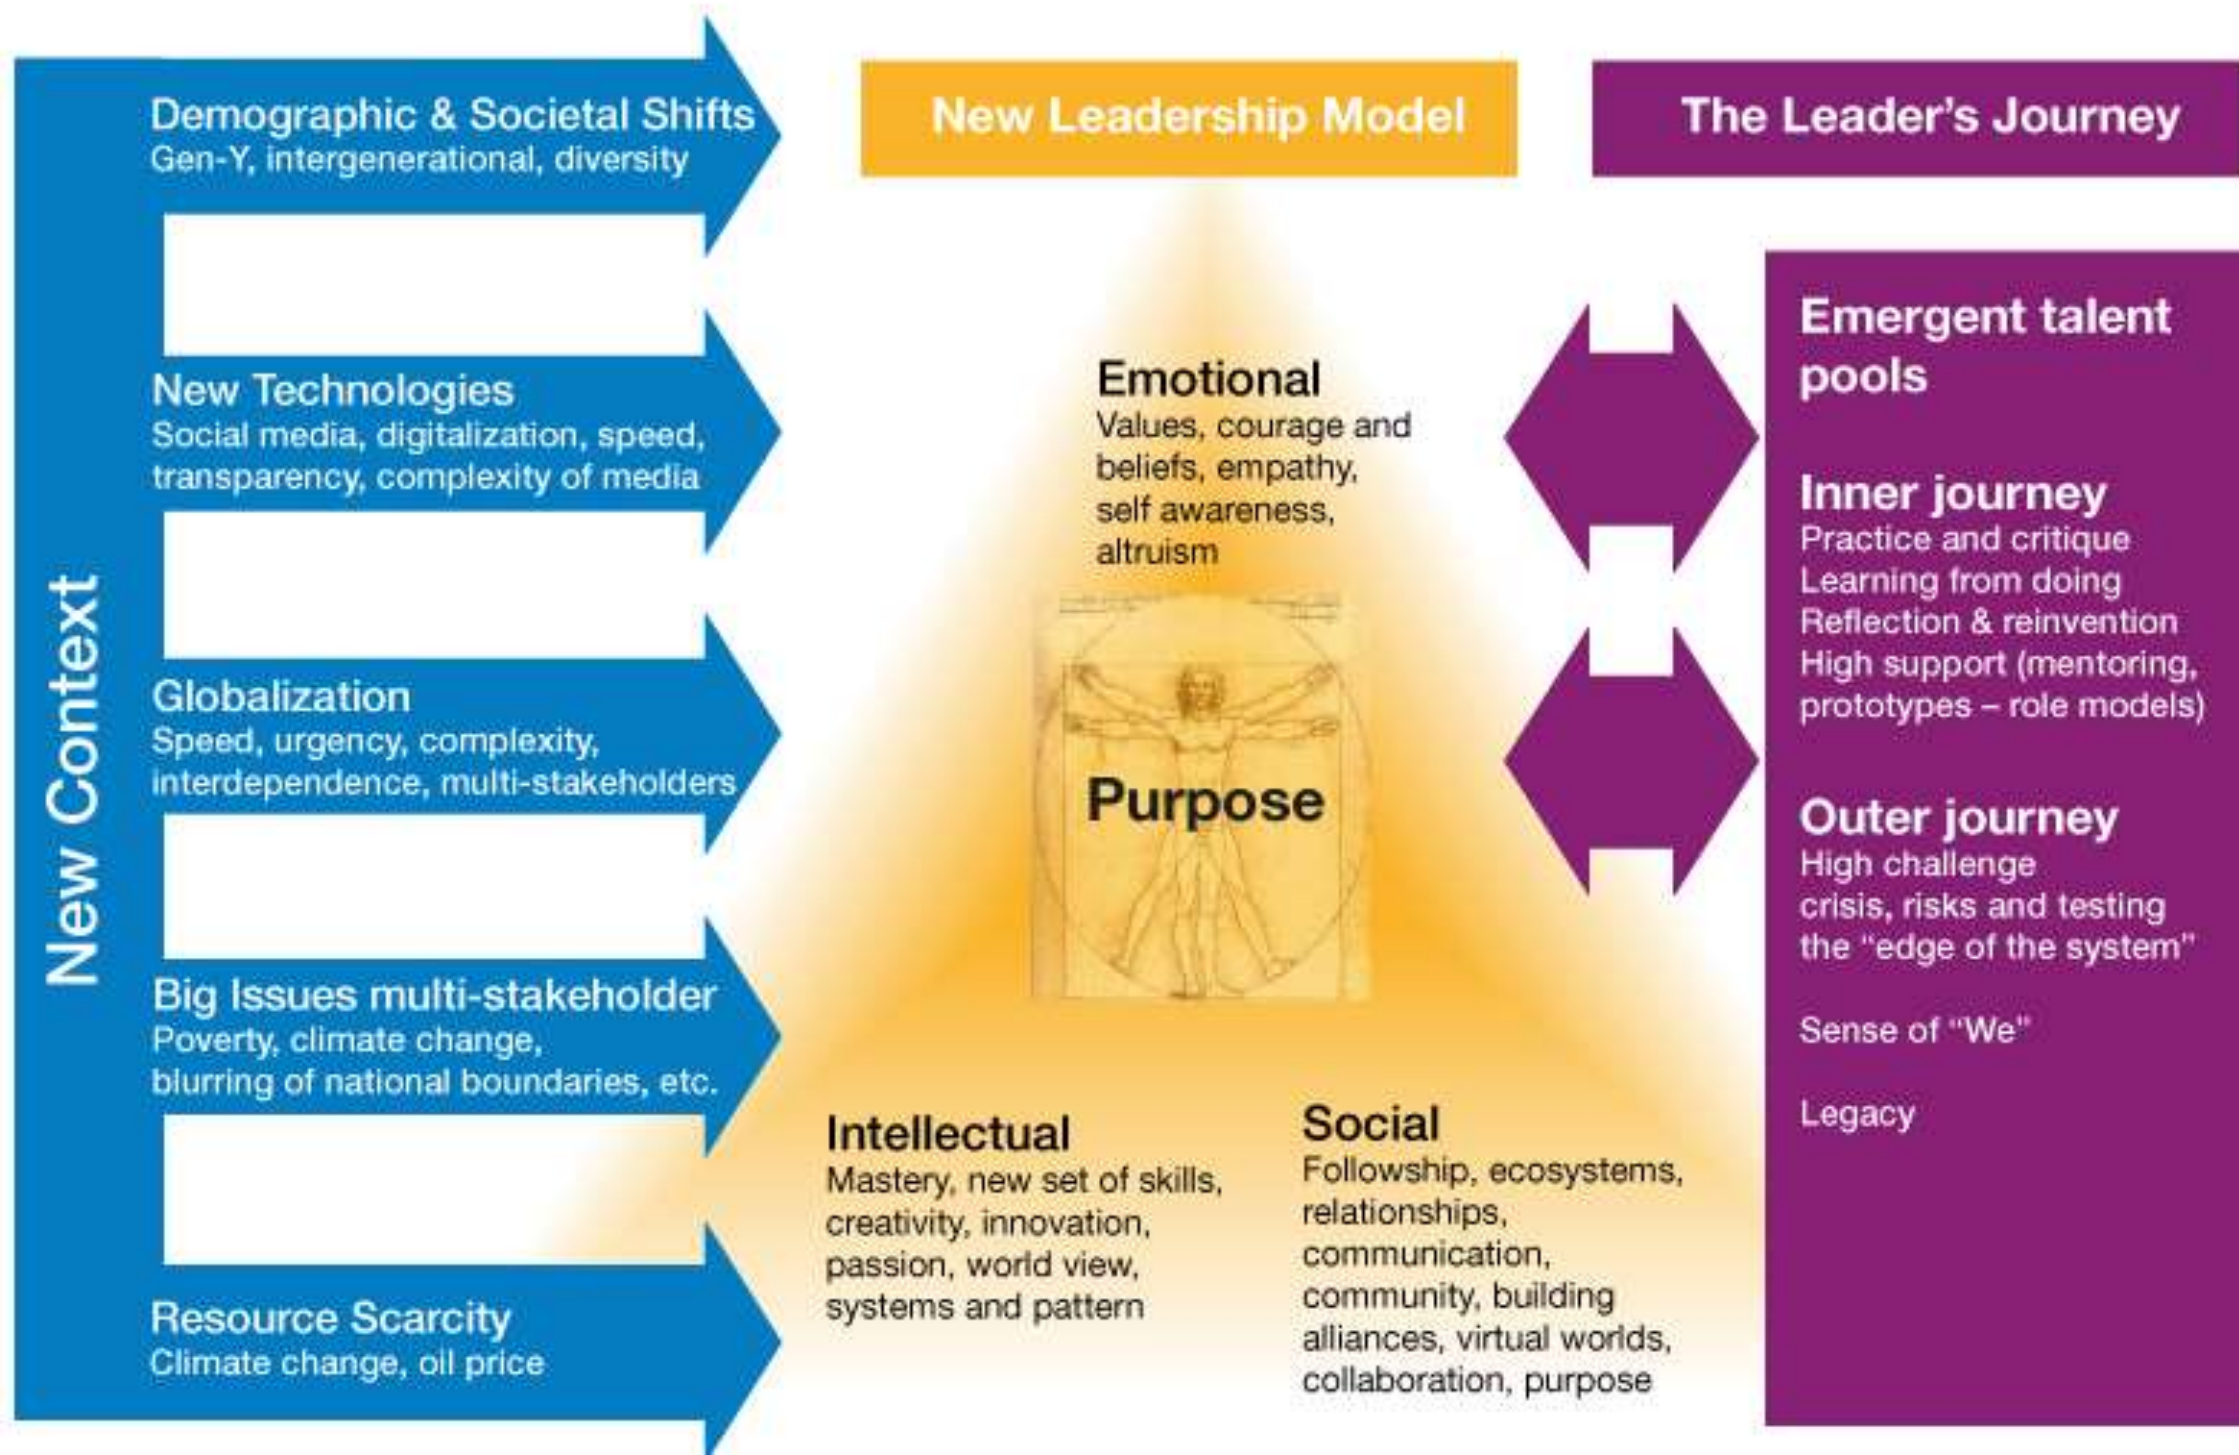 New Context
Demographic & Societal Shifts
Gen-Y, intergenerational, diversity
New Technologies
Social media, digitalization, speed,
transparency, complexity of media
Globalization
Speed, urgency, complexity,
interdependence, multi-stakeholders
Big Issues multi-stakeholder
Poverty, climate change,
blurring of national boundaries, etc.
Resource Scarcity
Climate change, oil price
New Leadership Model
Emotional
Values, courage and
beliefs, empathy,
self awareness,
altruism
Purpose
Intellectual
Mastery, new set of skills,
creativity, innovation,
passion, world view,
systems and pattern
Social
Followship, ecosystems,
relationships,
communication,
community, building
alliances, virtual worlds,
collaboration, purpose
The Leader's Journey
Emergent talent
pools
Inner journey
Practice and critique
Learning from doing
Reflection & reinvention
High support (mentoring,
prototypes – role models)
Outer journey
High challenge
crisis, risks and testing
the “edge of the system”
Sense of “We”
Legacy